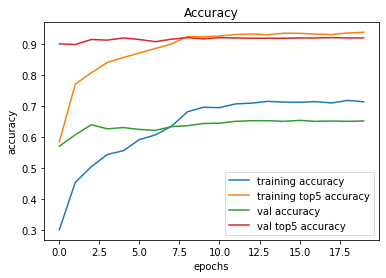 Accuracy
0.9
0.8
0.7
0.6
0.5
0.4
0.3
accuracy
0.0 2.5 5.0 7.5 10.0 12.5 15.0 17.5
epochs
training accuracy
training top5 accuracy
val accuracy
val top5 accuracy